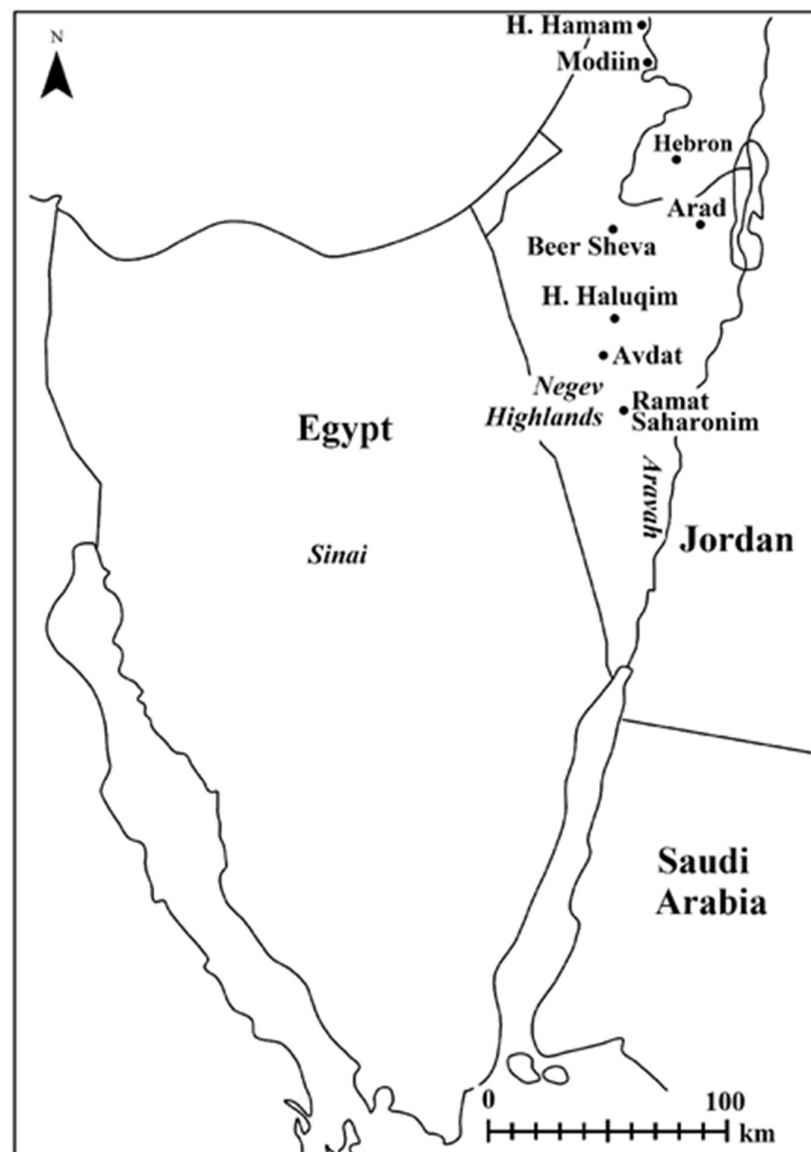 N
H. Hamam
Modiin
Hebron
Arad
Beer Sheva
H. Haluqim
Avdat
Negev
Highlands
Ramat
Saharonim
Egypt
Aravah
Jordan
Sinai
Saudi
Arabia
0 100
km